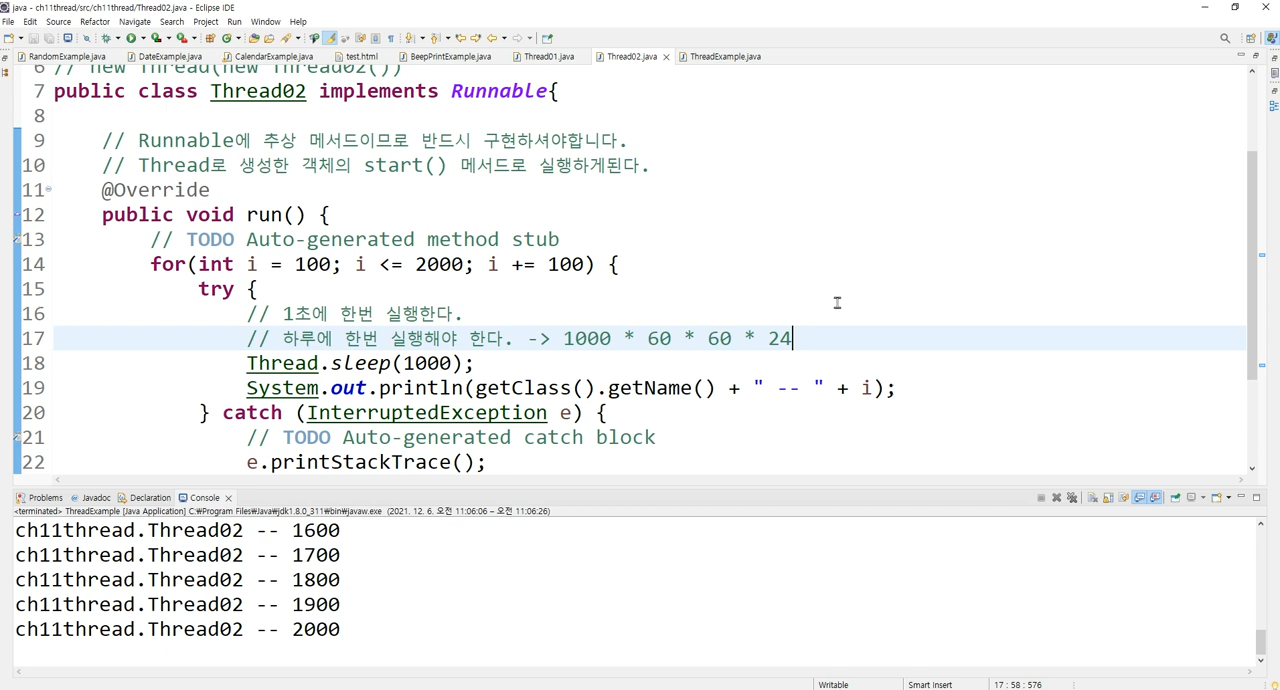 java - ch11thread/src/ch11thread/Thread02.java - Eclipse IDE
File Edit Source Refactor Navigate Search Project Run Window Help
RandomExample.java DateExample.java CalendarExample.java test.html BeepPrintExample.java Thread01.java Thread02.java ThreadExample.java
6 // new Thread(new Thread02())
7 public class Thread02 implements Runnable{
8
9 // Runnable에 추상 메서드이므로 반드시 구현하셔야합니다.
10 // Thread로 생성한 객체의 start() 메서드로 실행하게된다.
11 @Override
12 public void run() {
13 // TODO Auto-generated method stub
14 for(int i = 100; i <= 2000; i += 100) {
15 try {
16 // 1초에 한번 실행한다.
17 // 하루에 한번 실행해야 한다. -> 1000 * 60 * 60 * 24
18 Thread.sleep(1000);
19 System.out.println(getClass().getName() + " -- " + i);
20 } catch (InterruptedException e) {
21 // TODO Auto-generated catch block
22 e.printStackTrace();
Problems Javadoc Declaration Console
<terminated> ThreadExample [Java Application] C:₩Program Files₩Java₩jdk1.8.0_311₩bin₩javaw.exe (2021. 12. 6. 오전 11:06:06 – 오전 11:06:26)
ch11thread.Thread02 -- 1600
ch11thread.Thread02 -- 1700
ch11thread.Thread02 -- 1800
ch11thread.Thread02 -- 1900
ch11thread.Thread02 -- 2000
Writable Smart Insert 17 : 58 : 576